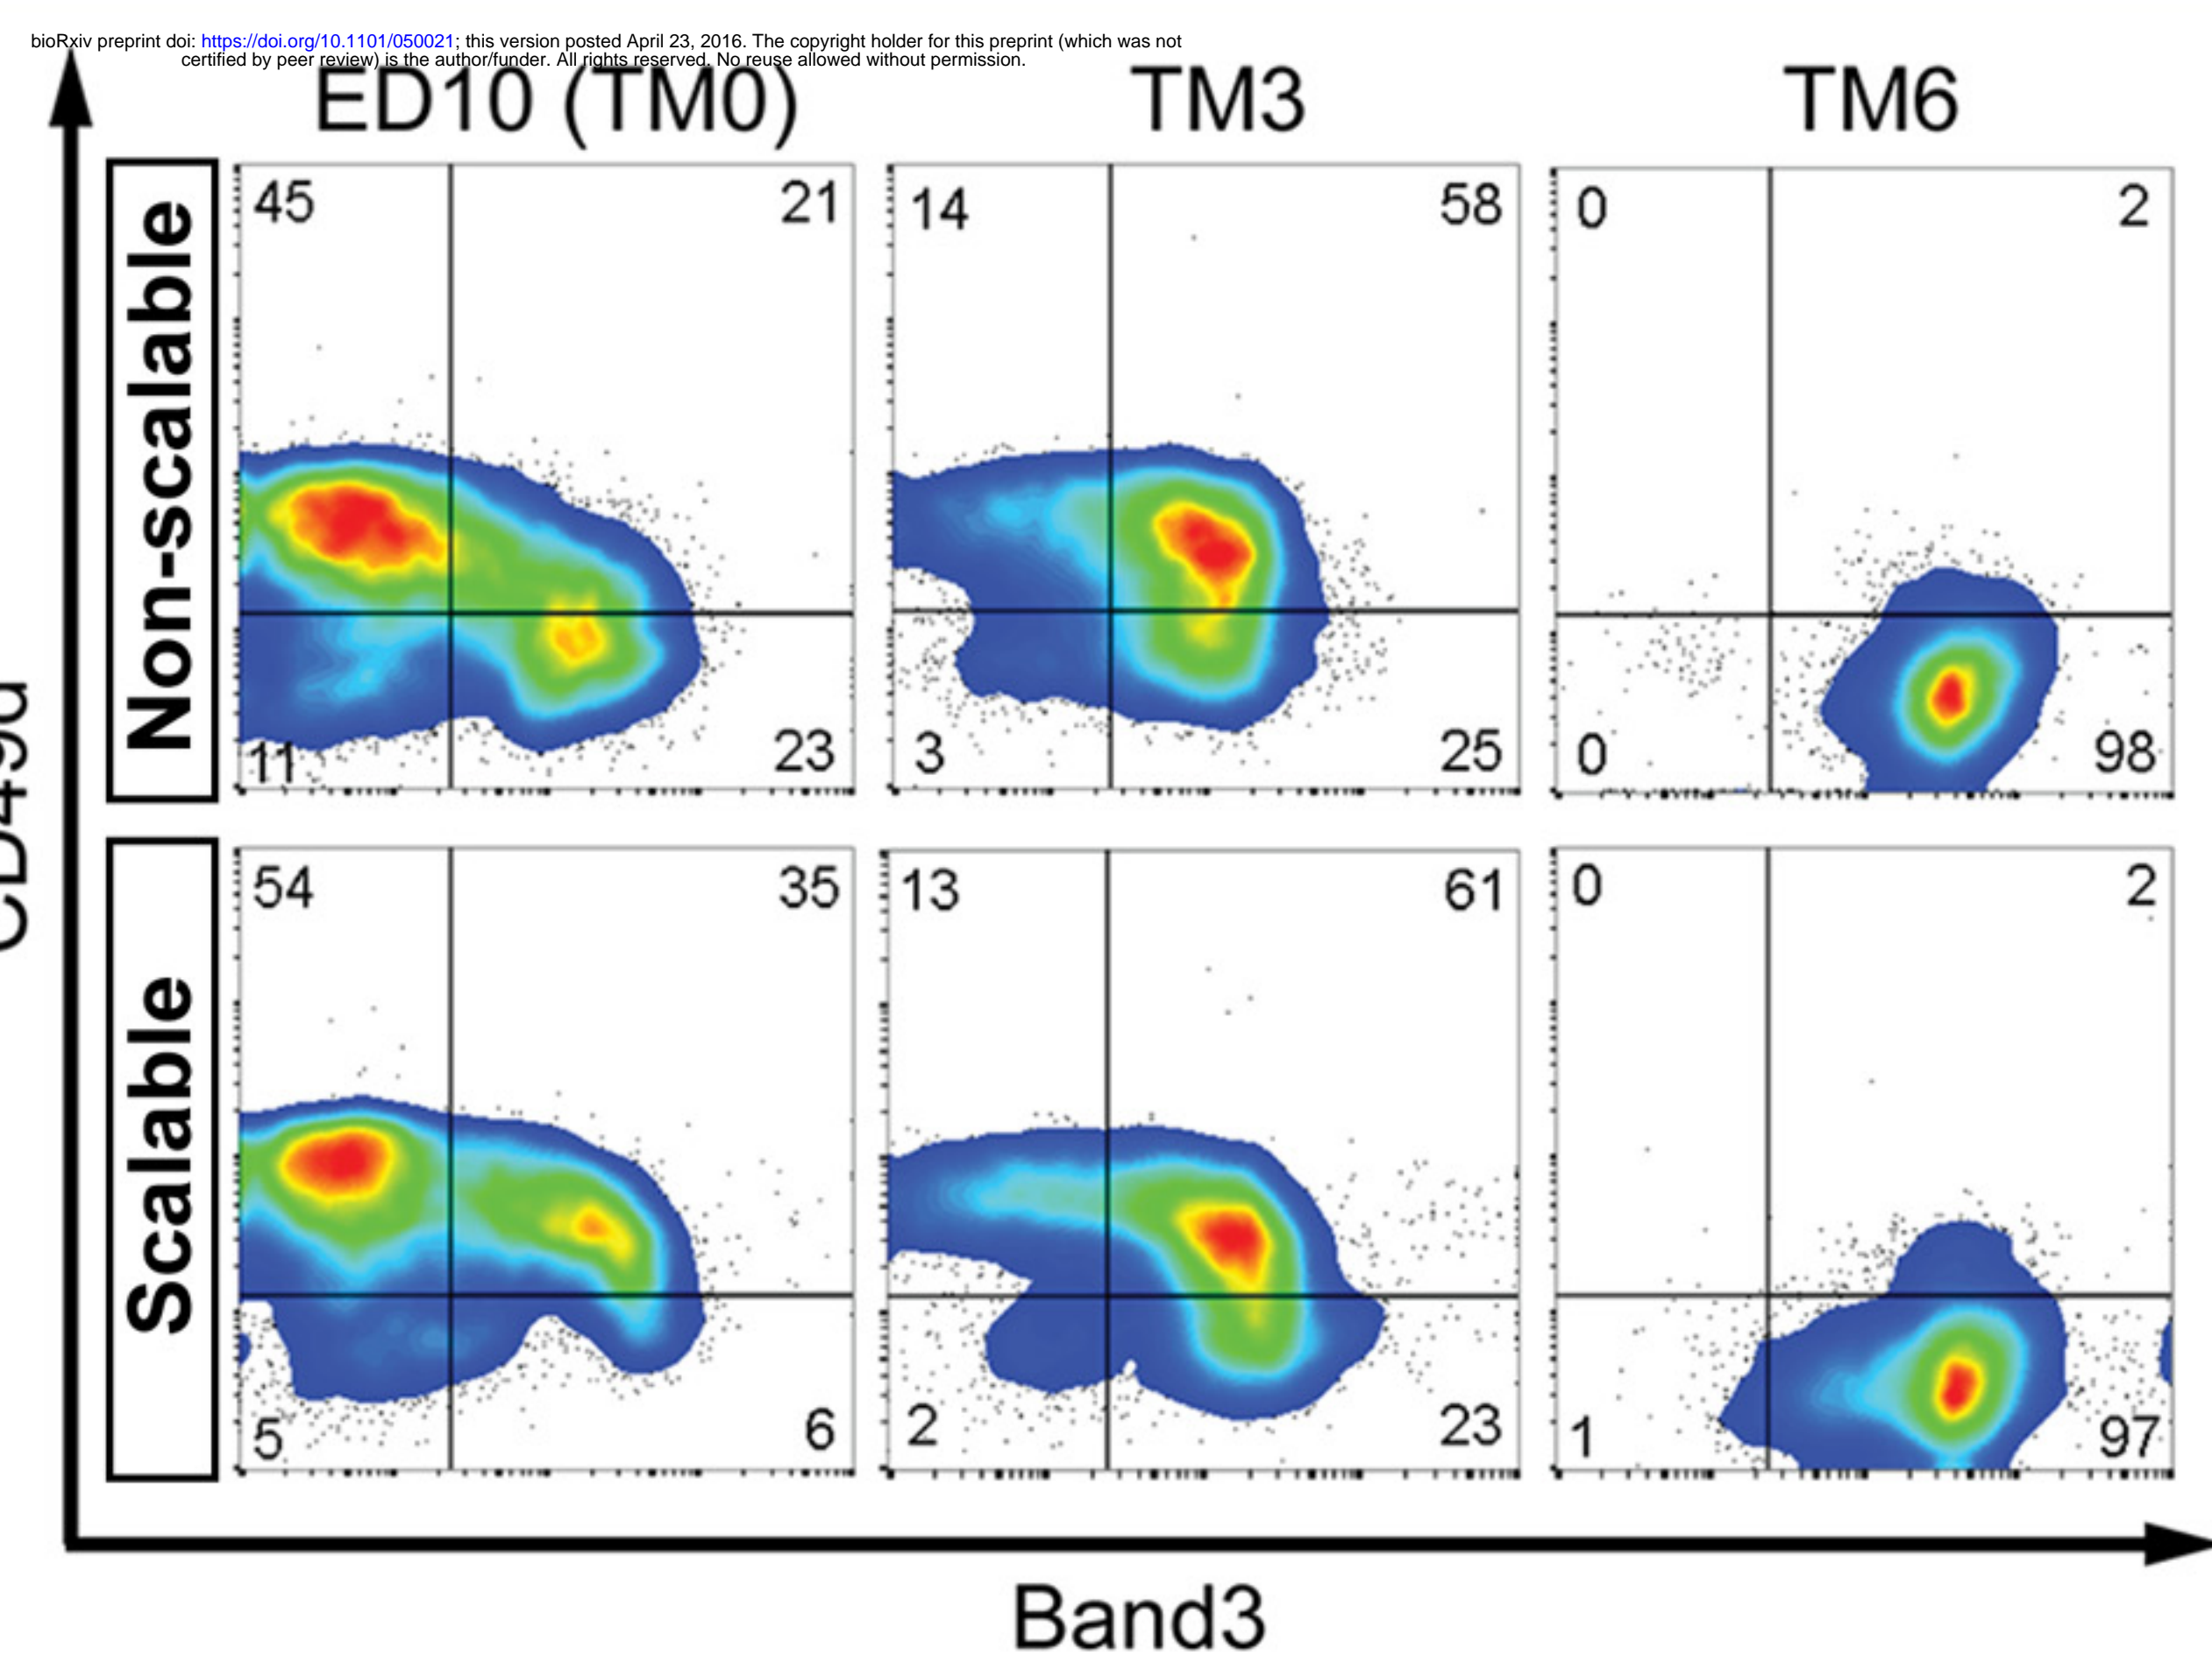 bioRxiv preprint doi: https://doi.org/10.1101/050021; this version posted April 23, 2016. The copyright holder for this preprint (which was not
certified by peer review) is the author/funder. All rights reserved. No reuse allowed without permission.
ED10 (TM0) TM3 TM6
Non-scalable
45 21 14 58 0 2
11 23 3 25 0 98
CD49d
Scalable
54 35 13 61 0 2
5 6 2 23 1 97
Band3